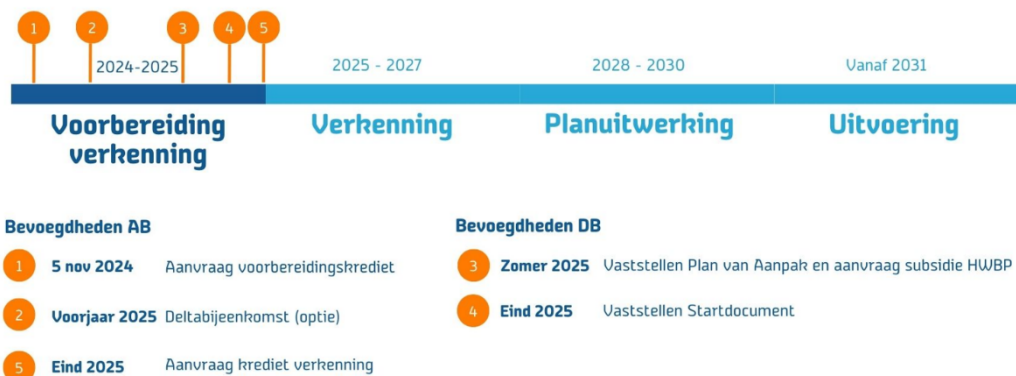 1 2 3 4 5
2024-2025 2025 - 2027 2028 - 2030 Vanaf 2031
Voorbereiding verkenning
Verkenning
Planuitwerking
Uitvoering
Bevoegdheden AB
1 5 nov 2024 Aanvraag voorbereidingskrediet
2 Voorjaar 2025 Deltabijeenkomst (optie)
5 Eind 2025 Aanvraag krediet verkenning
Bevoegdheden DB
3 Zomer 2025 Vaststellen Plan van Aanpak en aanvraag subsidie HWBP
4 Eind 2025 Vaststellen Startdocument